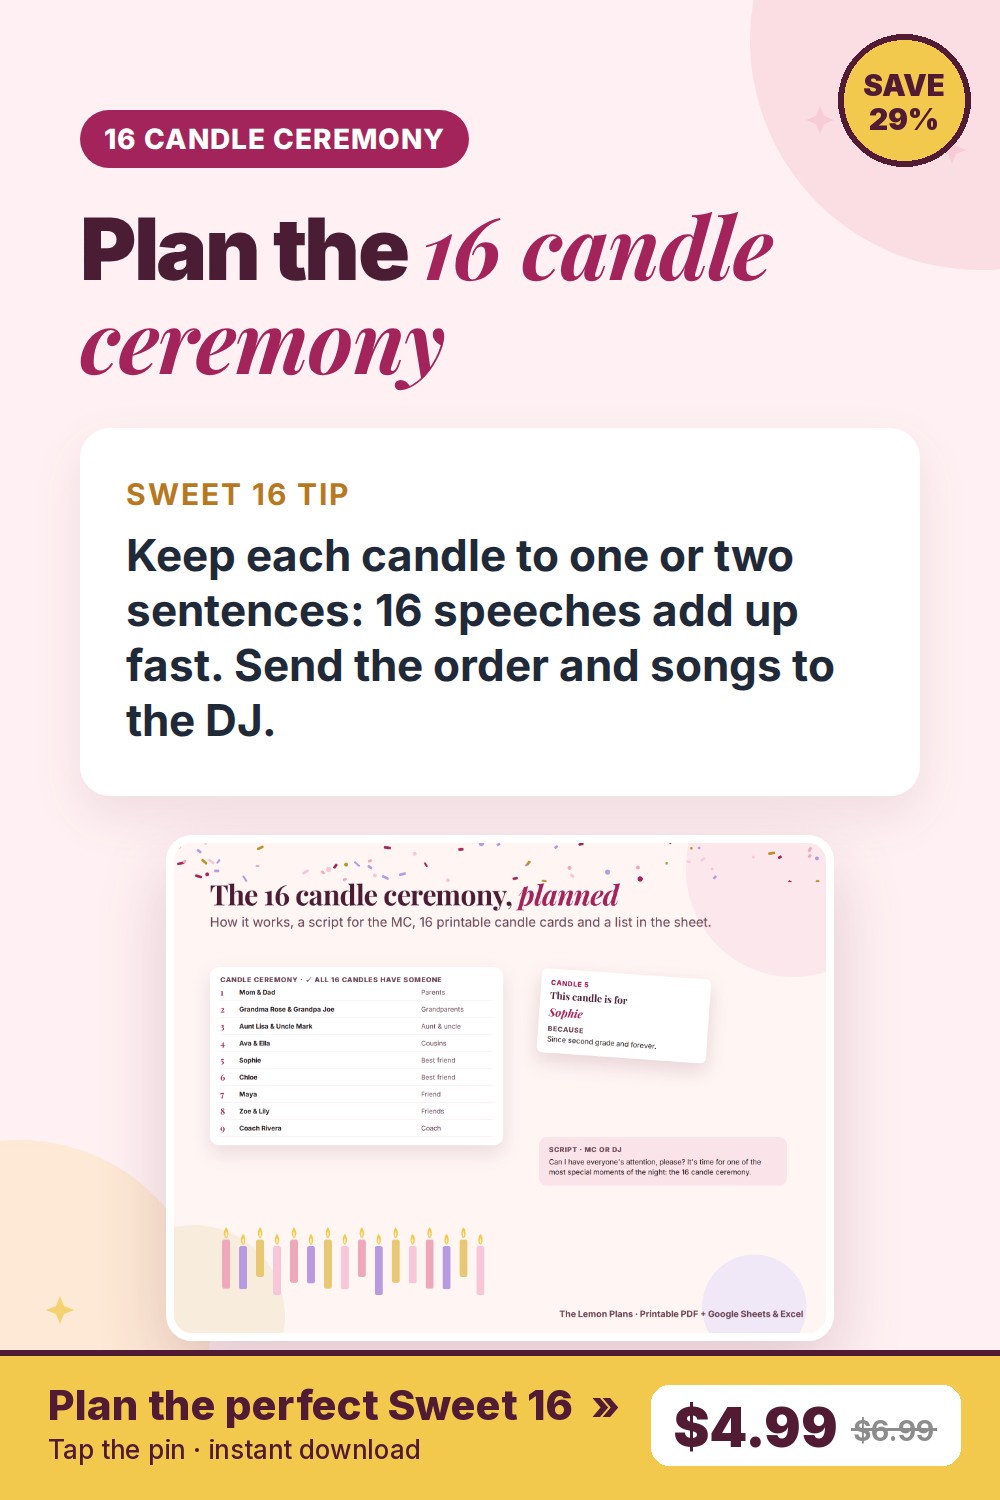 SAVE
29%
16 CANDLE CEREMONY
Plan the 16 candle
ceremony
SWEET 16 TIP
Keep each candle to one or two
sentences: 16 speeches add up
fast. Send the order and songs to
the DJ.
The 16 candle ceremony, planned
How it works, a script for the MC, 16 printable candle cards and a list in the sheet.
CANDLE CEREMONY · ✓ ALL 16 CANDLES HAVE SOMEONE
1 Mom & Dad Parents
2 Grandma Rose & Grandpa Joe Grandparents
3 Aunt Lisa & Uncle Mark Aunt & uncle
4 Ava & Ella Cousins
5 Sophie Best friend
6 Chloe Best friend
7 Maya Friend
8 Zoe & Lily Friends
9 Coach Rivera Coach
CANDLE 5
This candle is for
Sophie
BECAUSE
Since second grade and forever.
SCRIPT · MC OR DJ
Can I have everyone's attention, please? It's time for one of the
most special moments of the night: the 16 candle ceremony.
The Lemon Plans · Printable PDF + Google Sheets & Excel
Plan the perfect Sweet 16 »
Tap the pin · instant download
$4.99 $6.99